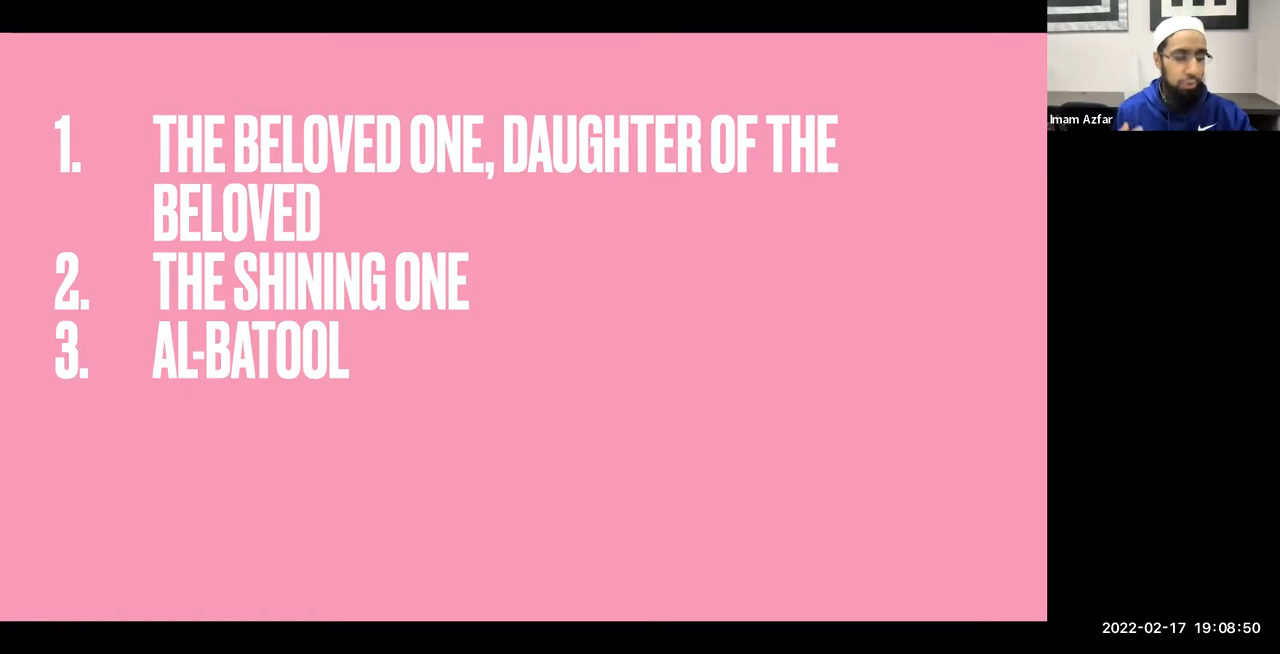 1. THE BELOVED ONE, DAUGHTER OF THE
BELOVED
2. THE SHINING ONE
3. AL-BATOOL
Imam Azfar
2022-02-17 19:08:50